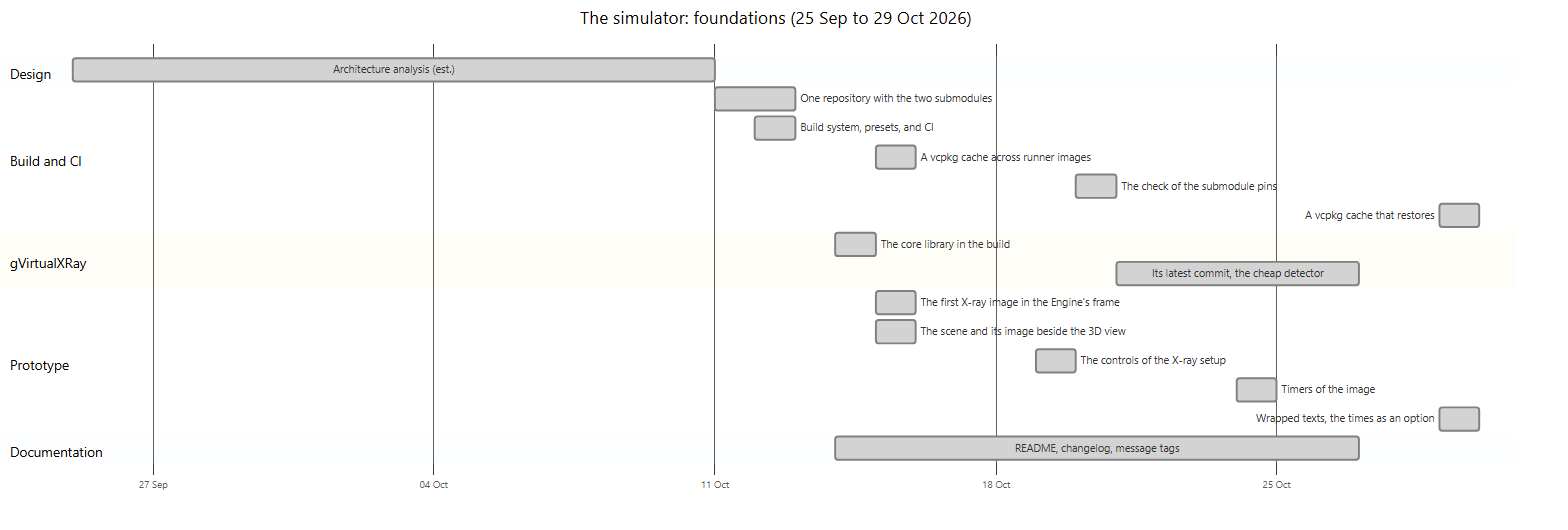 The simulator: foundations (25 Sep to 29 Oct 2026)
Design
Architecture analysis (est.)
One repository with the two submodules
Build and CI
Build system, presets, and CI
A vcpkg cache across runner images
The check of the submodule pins
A vcpkg cache that restores
gVirtualXRay
The core library in the build
Its latest commit, the cheap detector
Prototype
The first X-ray image in the Engine's frame
The scene and its image beside the 3D view
The controls of the X-ray setup
Timers of the image
Wrapped texts, the times as an option
Documentation
README, changelog, message tags
27 Sep
04 Oct
11 Oct
18 Oct
25 Oct